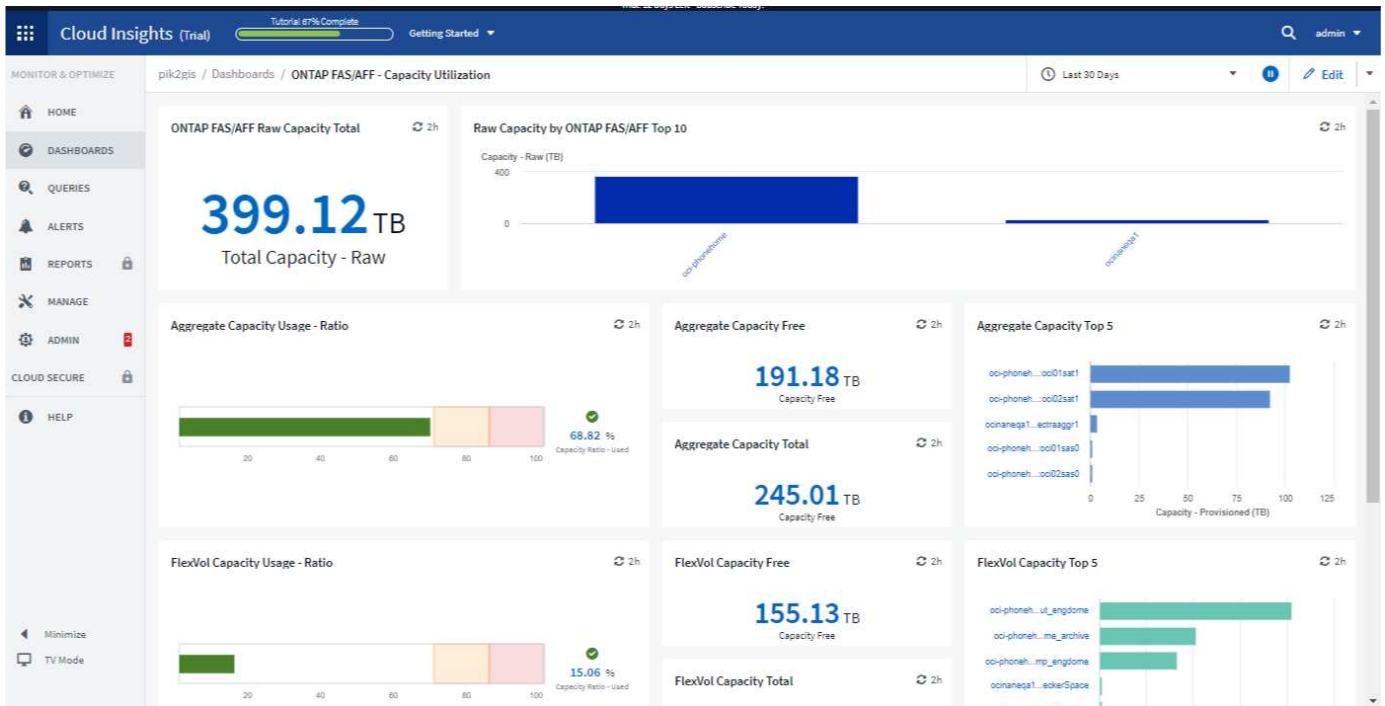 Trial: 12 Days Left - Subscribe Today!
Cloud Insights (Trial)
Tutorial 67% Complete
Getting Started
admin
MONITOR & OPTIMIZE
pik2gis / Dashboards / ONTAP FAS/AFF - Capacity Utilization
Last 30 Days
Edit
HOME
DASHBOARDS
QUERIES
ALERTS
REPORTS
MANAGE
ADMIN
2
CLOUD SECURE
HELP
Minimize
TV Mode
ONTAP FAS/AFF Raw Capacity Total
2h
399.12 TB
Total Capacity - Raw
Raw Capacity by ONTAP FAS/AFF Top 10
2h
Capacity - Raw (TB)
400
0
oci-phonehome
ocinaneqa1
Aggregate Capacity Usage - Ratio
2h
20 40 60 80 100
68.82 %
Capacity Ratio - Used
Aggregate Capacity Free
2h
191.18 TB
Capacity Free
Aggregate Capacity Total
2h
245.01 TB
Capacity Free
Aggregate Capacity Top 5
2h
oci-phoneh...:oci01sat1
oci-phoneh...:oci02sat1
ocinaneqa1...ectraaggr1
oci-phoneh...:oci01sas0
oci-phoneh...:oci02sas0
0 25 50 75 100 125
Capacity - Provisioned (TB)
FlexVol Capacity Usage - Ratio
2h
20 40 60 80 100
15.06 %
Capacity Ratio - Used
FlexVol Capacity Free
2h
155.13 TB
Capacity Free
FlexVol Capacity Total
2h
FlexVol Capacity Top 5
2h
oci-phoneh...ut_engdome
oci-phoneh...me_archive
oci-phoneh...mp_engdome
ocinaneqa1...eckerSpace